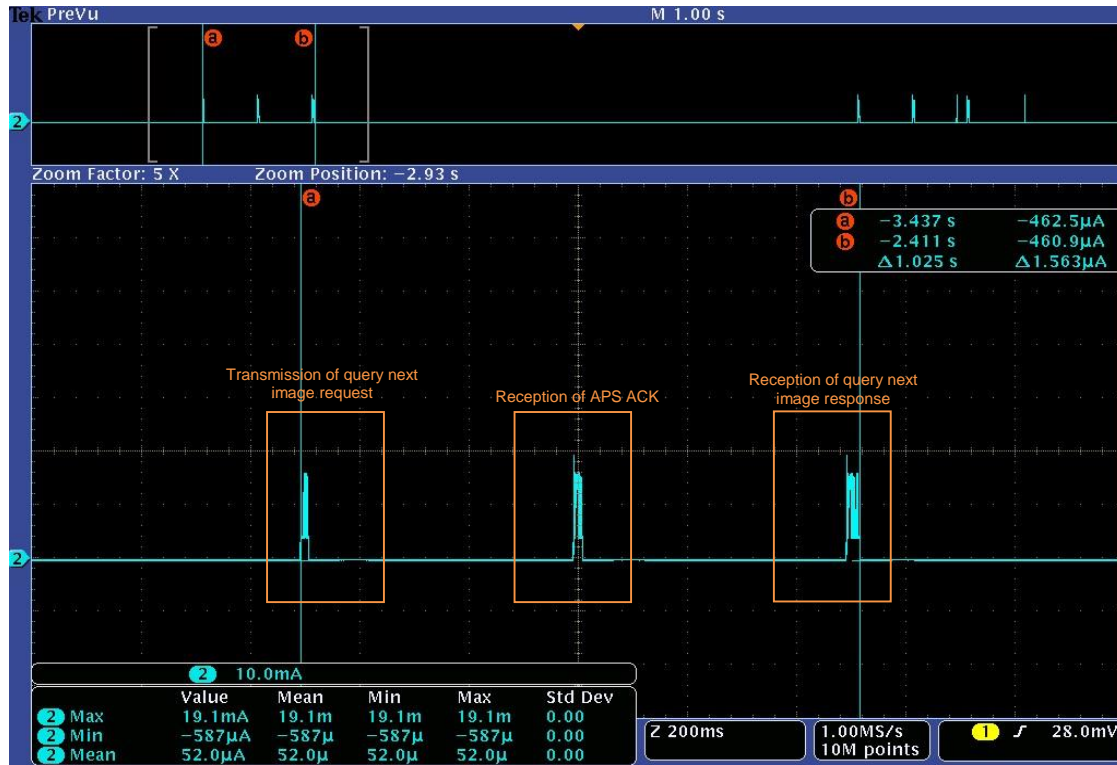 Tek PreVu M 1.00 s
a b
2
Zoom Factor: 5 X Zoom Position: −2.93 s
a b
a −3.437 s −462.5µA
b −2.411 s −460.9µA
Δ1.025 s Δ1.563µA
Transmission of query next
image request
Reception of APS ACK
Reception of query next
image response
2
2 10.0mA
Value Mean Min Max Std Dev
2 Max 19.1mA 19.1m 19.1m 19.1m 0.00
2 Min −587µA −587µ −587µ −587µ 0.00
2 Mean 52.0µA 52.0µ 52.0µ 52.0µ 0.00
Z 200ms
1.00MS/s
10M points
1 28.0mV